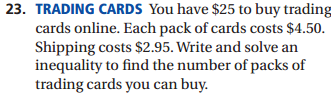 23. TRADING CARDS You have $25 to buy trading
cards online. Each pack of cards costs $4.50.
Shipping costs $2.95. Write and solve an
inequality to find the number of packs of
trading cards you can buy.